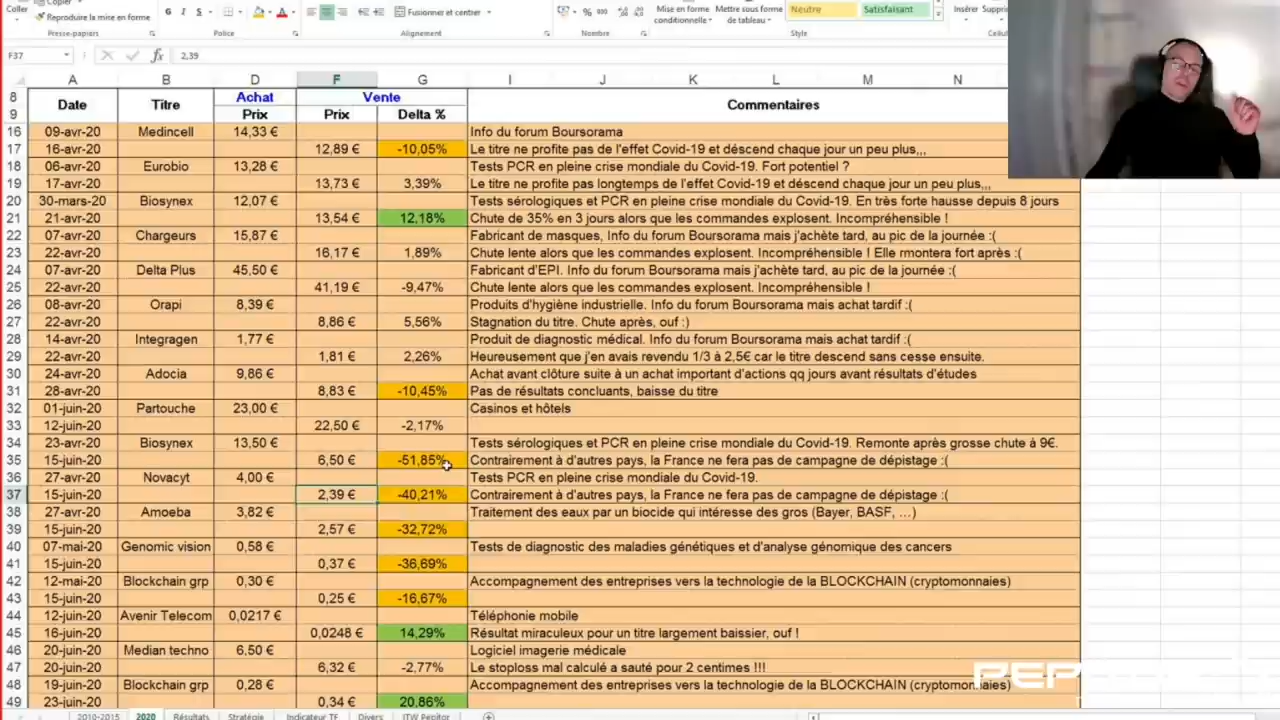 Coller
Copier
Reproduire la mise en forme
Presse-papiers
G I S
Police
Fusionner et centrer
Alignement
% 000
Nombre
Mise en forme conditionnelle
Mettre sous forme de tableau
Neutre
Satisfaisant
Style
Insérer
F37
fx
2,39
A B D F G I J K L M N
8 Date Titre Achat Vente Commentaires
9 Prix Prix Delta %
16 09-avr-20 Medincell 14,33 € Info du forum Boursorama
17 16-avr-20 12,89 € -10,05% Le titre ne profite pas de l'effet Covid-19 et déscend chaque jour un peu plus,,,
18 06-avr-20 Eurobio 13,28 € Tests PCR en pleine crise mondiale du Covid-19. Fort potentiel ?
19 17-avr-20 13,73 € 3,39% Le titre ne profite pas longtemps de l'effet Covid-19 et déscend chaque jour un peu plus,,,
20 30-mars-20 Biosynex 12,07 € Tests sérologiques et PCR en pleine crise mondiale du Covid-19. En très forte hausse depuis 8 jours
21 21-avr-20 13,54 € 12,18% Chute de 35% en 3 jours alors que les commandes explosent. Incompréhensible !
22 07-avr-20 Chargeurs 15,87 € Fabricant de masques, Info du forum Boursorama mais j'achète tard, au pic de la journée :(
23 22-avr-20 16,17 € 1,89% Chute lente alors que les commandes explosent. Incompréhensible ! Elle montera fort après :(
24 07-avr-20 Delta Plus 45,50 € Fabricant d'EPI. Info du forum Boursorama mais j'achète tard, au pic de la journée :(
25 22-avr-20 41,19 € -9,47% Chute lente alors que les commandes explosent. Incompréhensible !
26 08-avr-20 Orapi 8,39 € Produits d'hygiène industrielle. Info du forum Boursorama mais achat tardif :(
27 22-avr-20 8,86 € 5,56% Stagnation du titre. Chute après, ouf :)
28 14-avr-20 Integragen 1,77 € Produit de diagnostic médical. Info du forum Boursorama mais achat tardif :(
29 22-avr-20 1,81 € 2,26% Heureusement que j'en avais revendu 1/3 à 2,5€ car le titre descend sans cesse ensuite.
30 24-avr-20 Adocia 9,86 € Achat avant clôture suite à un achat important d'actions qq jours avant résultats d'études
31 28-avr-20 8,83 € -10,45% Pas de résultats concluants, baisse du titre
32 01-juin-20 Partouche 23,00 € Casinos et hôtels
33 12-juin-20 22,50 € -2,17%
34 23-avr-20 Biosynex 13,50 € Tests sérologiques et PCR en pleine crise mondiale du Covid-19. Remonte après grosse chute à 9€.
35 15-juin-20 6,50 € -51,85% Contrairement à d'autres pays, la France ne fera pas de campagne de dépistage :(
36 27-avr-20 Novacyt 4,00 € Tests PCR en pleine crise mondiale du Covid-19.
37 15-juin-20 2,39 € -40,21% Contrairement à d'autres pays, la France ne fera pas de campagne de dépistage :(
38 27-avr-20 Amoeba 3,82 € Traitement des eaux par un biocide qui intéresse des gros (Bayer, BASF, …)
39 15-juin-20 2,57 € -32,72%
40 07-mai-20 Genomic vision 0,58 € Tests de diagnostic des maladies génétiques et d'analyse génomique des cancers
41 15-juin-20 0,37 € -36,69%
42 12-mai-20 Blockchain grp 0,30 € Accompagnement des entreprises vers la technologie de la BLOCKCHAIN (cryptomonnaies)
43 15-juin-20 0,25 € -16,67%
44 12-juin-20 Avenir Telecom 0,0217 € Téléphonie mobile
45 16-juin-20 0,0248 € 14,29% Résultat miraculeux pour un titre largement baissier, ouf !
46 20-juin-20 Median techno 6,50 € Logiciel imagerie médicale
47 20-juin-20 6,32 € -2,77% Le stoploss mal calculé a sauté pour 2 centimes !!!
48 19-juin-20 Blockchain grp 0,28 € Accompagnement des entreprises vers la technologie de la BLOCKCHAIN (cryptomonnaies)
49 23-juin-20 0,34 € 20,86%
2010-2015 2020 Résultats Stratégie Indicateur TF Divers ITW Pepitor